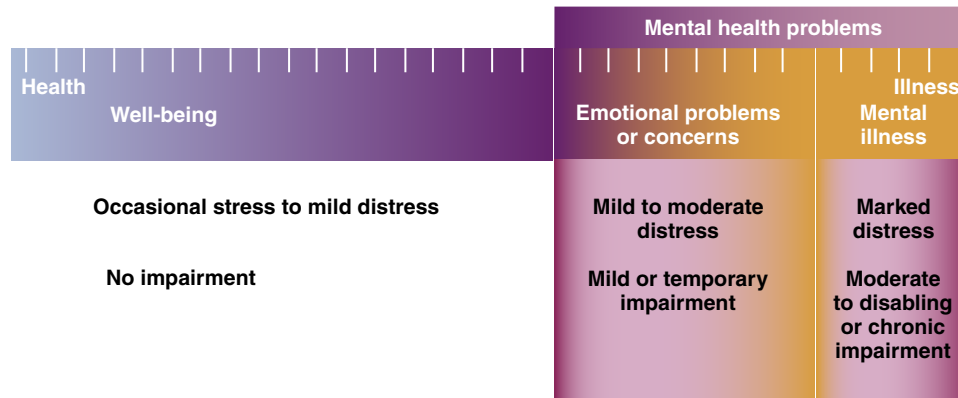 Mental health problems
Health
Illness
Well-being
Emotional problems
or concerns
Mental
illness
Occasional stress to mild distress
Mild to moderate
distress
Marked
distress
No impairment
Mild or temporary
impairment
Moderate
to disabling
or chronic
impairment